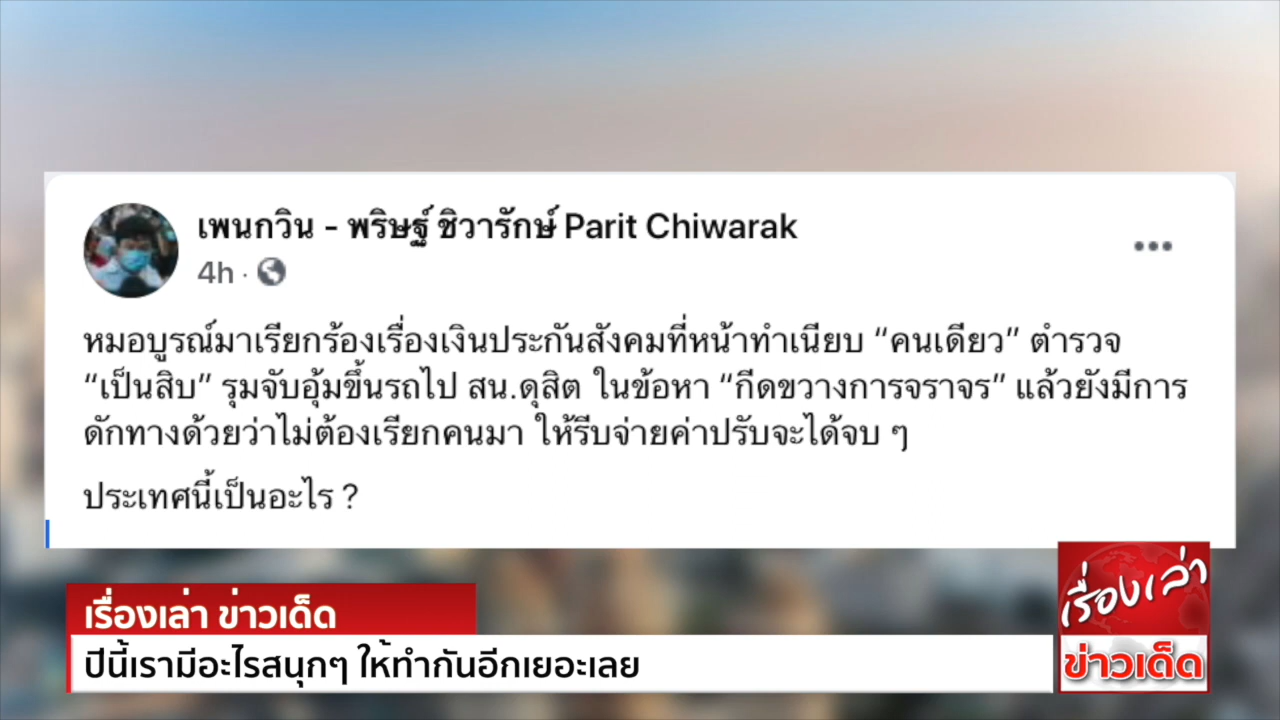 เพนกวิน - พริษฐ์ ชิวารักษ์ Parit Chiwarak
4h ·
หมอบูรณ์มาเรียกร้องเรื่องเงินประกันสังคมที่หน้าทำเนียบ “คนเดียว” ตำรวจ
“เป็นสิบ” รุมจับอุ้มขึ้นรถไป สน.ดุสิต ในข้อหา “กีดขวางการจราจร” แล้วยังมีการ
ดักทางด้วยว่าไม่ต้องเรียกคนมา ให้รีบจ่ายค่าปรับจะได้จบ ๆ
ประเทศนี้เป็นอะไร ?
เรื่องเล่า ข่าวเด็ด
ปีนี้เรามีอะไรสนุกๆ ให้ทำกันอีกเยอะเลย
เรื่องเล่า
ข่าวเด็ด